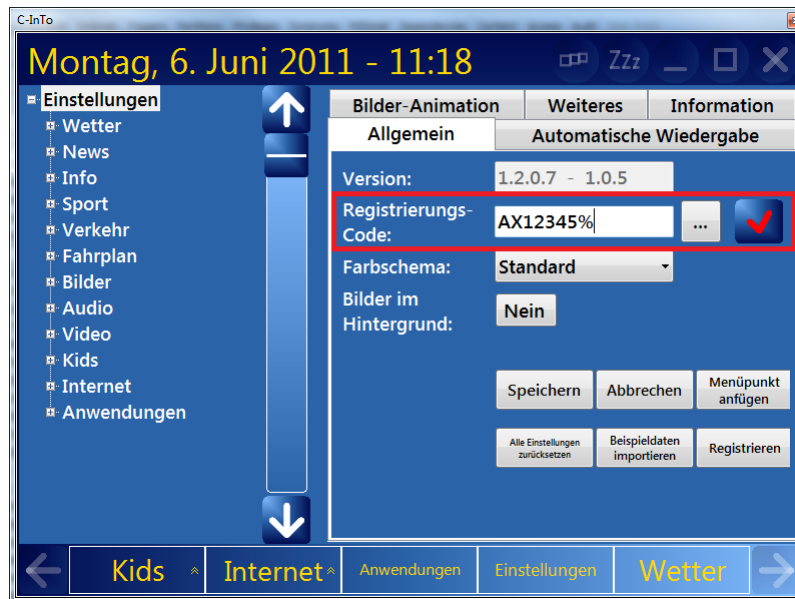 C-InTo
Montag, 6. Juni 2011 - 11:18
Zzz
Einstellungen
Wetter
News
Info
Sport
Verkehr
Fahrplan
Bilder
Audio
Video
Kids
Internet
Anwendungen
Bilder-Animation
Weiteres
Information
Allgemein
Automatische Wiedergabe
Version:
1.2.0.7 - 1.0.5
Registrierungs-
Code:
AX12345%
...
Farbschema:
Standard
Bilder im
Hintergrund:
Nein
Speichern
Abbrechen
Menüpunkt
anfügen
Alle Einstellungen
zurücksetzen
Beispieldaten
importieren
Registrieren
Kids
Internet
Anwendungen
Einstellungen
Wetter